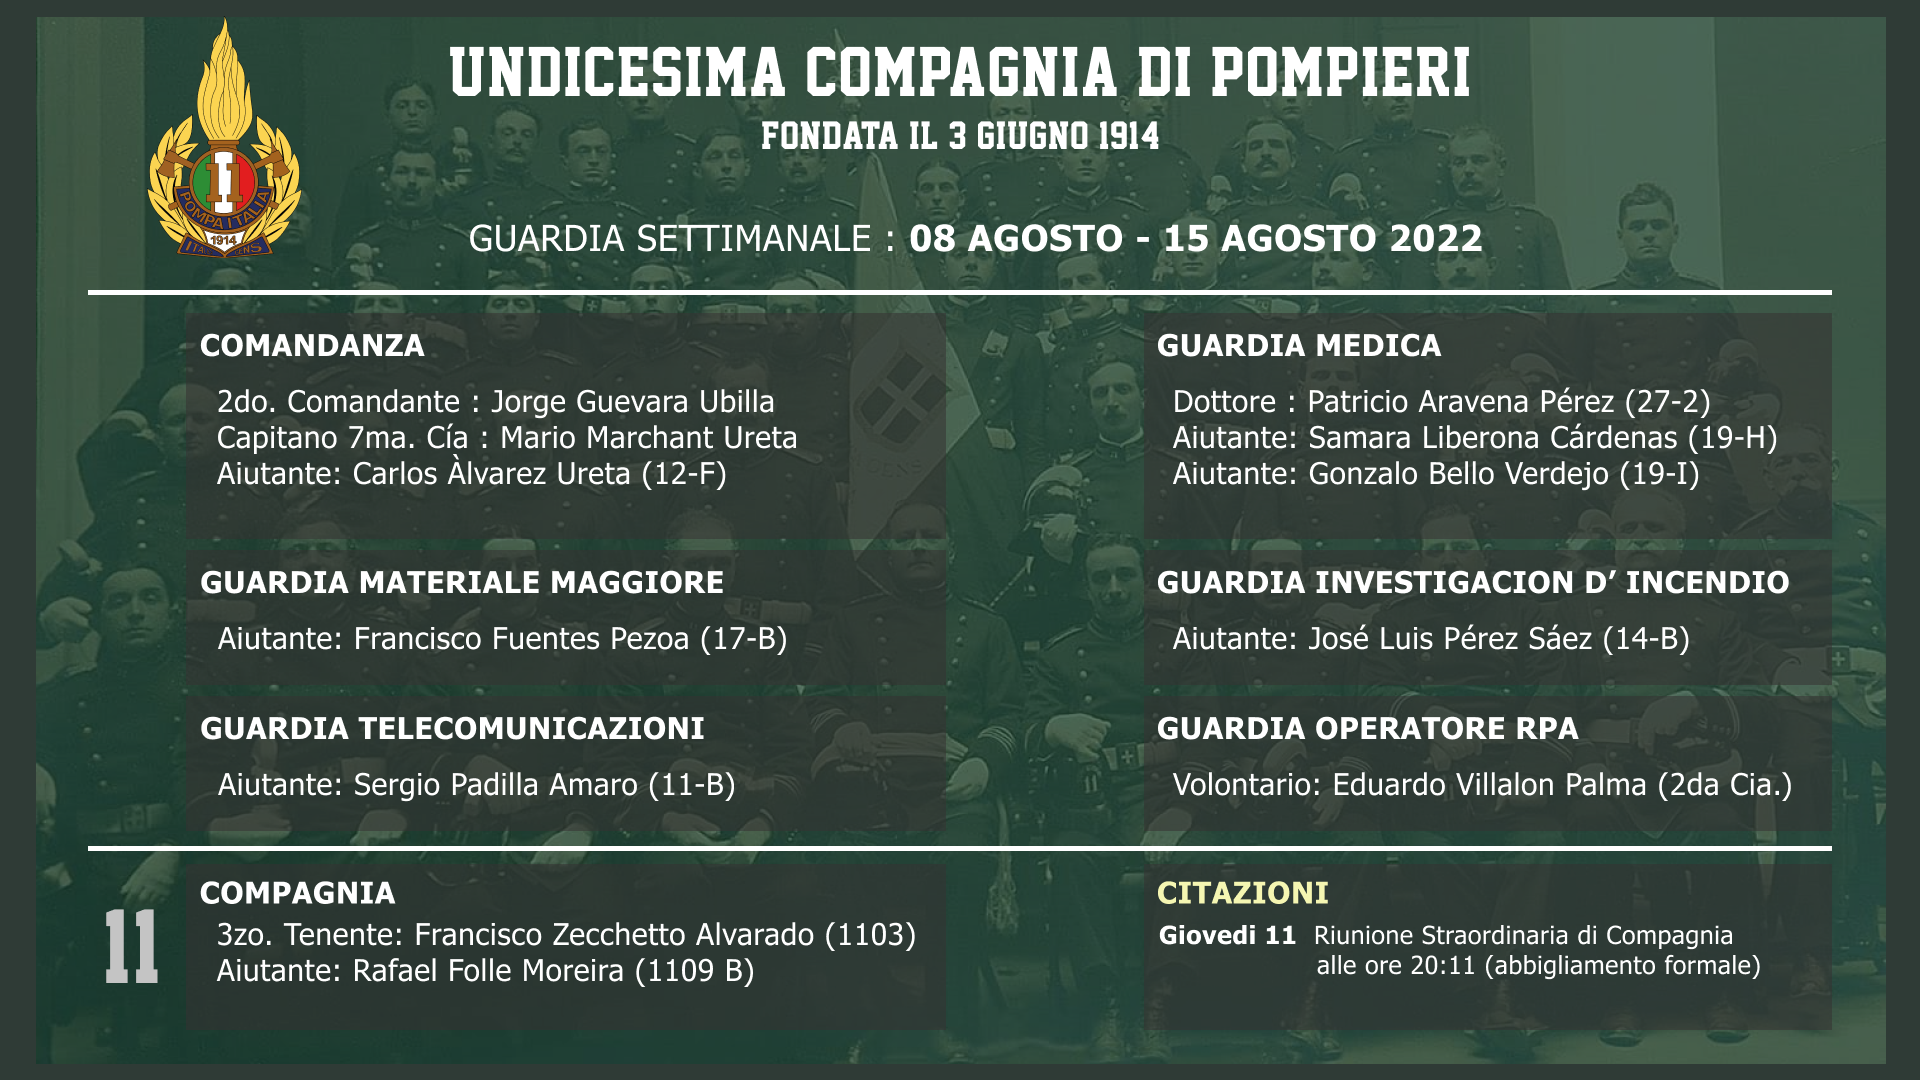 UNDICESIMA COMPAGNIA DI POMPIERI
FONDATA IL 3 GIUGNO 1914
11
POMPA ITALIA
1914
GUARDIA SETTIMANALE : 08 AGOSTO - 15 AGOSTO 2022
COMANDANZA
2do. Comandante : Jorge Guevara Ubilla
Capitano 7ma. Cía : Mario Marchant Ureta
Aiutante: Carlos Àlvarez Ureta (12-F)
GUARDIA MEDICA
Dottore : Patricio Aravena Pérez (27-2)
Aiutante: Samara Liberona Cárdenas (19-H)
Aiutante: Gonzalo Bello Verdejo (19-I)
GUARDIA MATERIALE MAGGIORE
Aiutante: Francisco Fuentes Pezoa (17-B)
GUARDIA INVESTIGACION D’ INCENDIO
Aiutante: José Luis Pérez Sáez (14-B)
GUARDIA TELECOMUNICAZIONI
Aiutante: Sergio Padilla Amaro (11-B)
GUARDIA OPERATORE RPA
Volontario: Eduardo Villalon Palma (2da Cia.)
11
COMPAGNIA
3zo. Tenente: Francisco Zecchetto Alvarado (1103)
Aiutante: Rafael Folle Moreira (1109 B)
CITAZIONI
Giovedi 11 Riunione Straordinaria di Compagnia
alle ore 20:11 (abbigliamento formale)